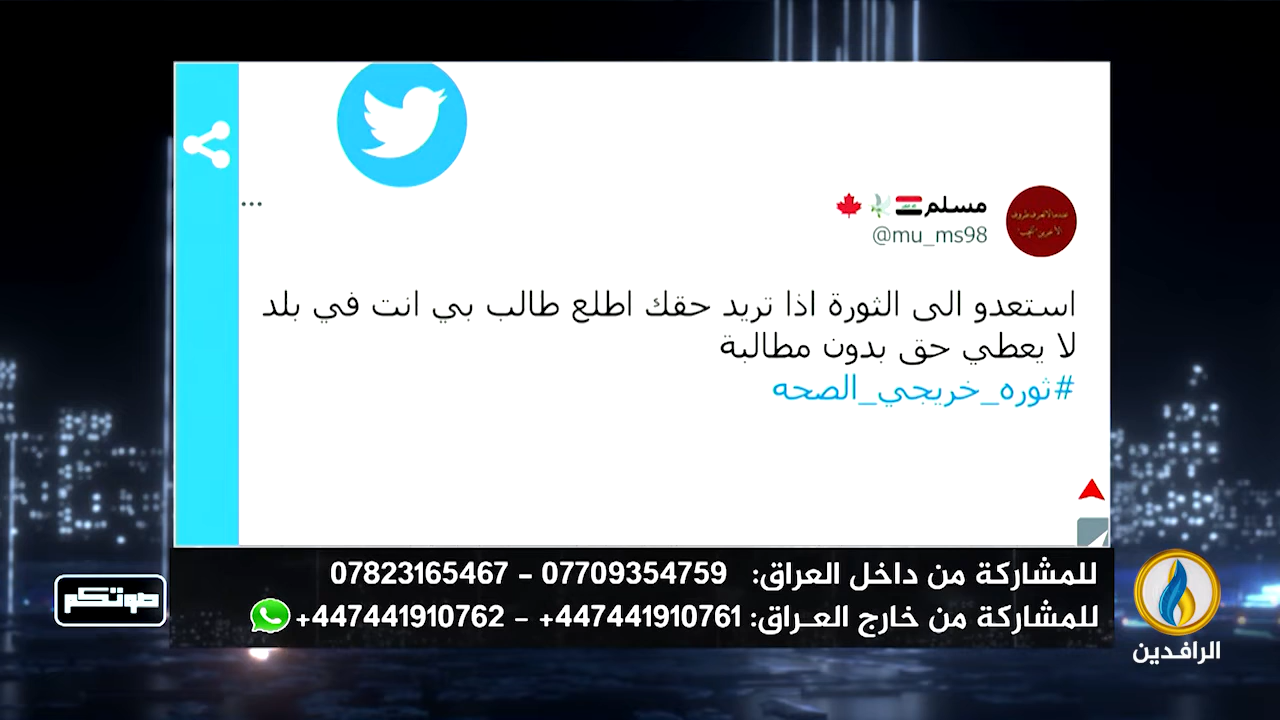 مسلم
@mu_ms98
استعدو الى الثورة اذا تريد حقك اطلع طالب بي انت في بلد
لا يعطي حق بدون مطالبة
#ثوره_خريجي_الصحه
للمشاركة من داخل العراق: 07709354759 - 07823165467
للمشاركة من خارج العـراق: 447441910761+ - 447441910762+
صوتكم
الرافدين